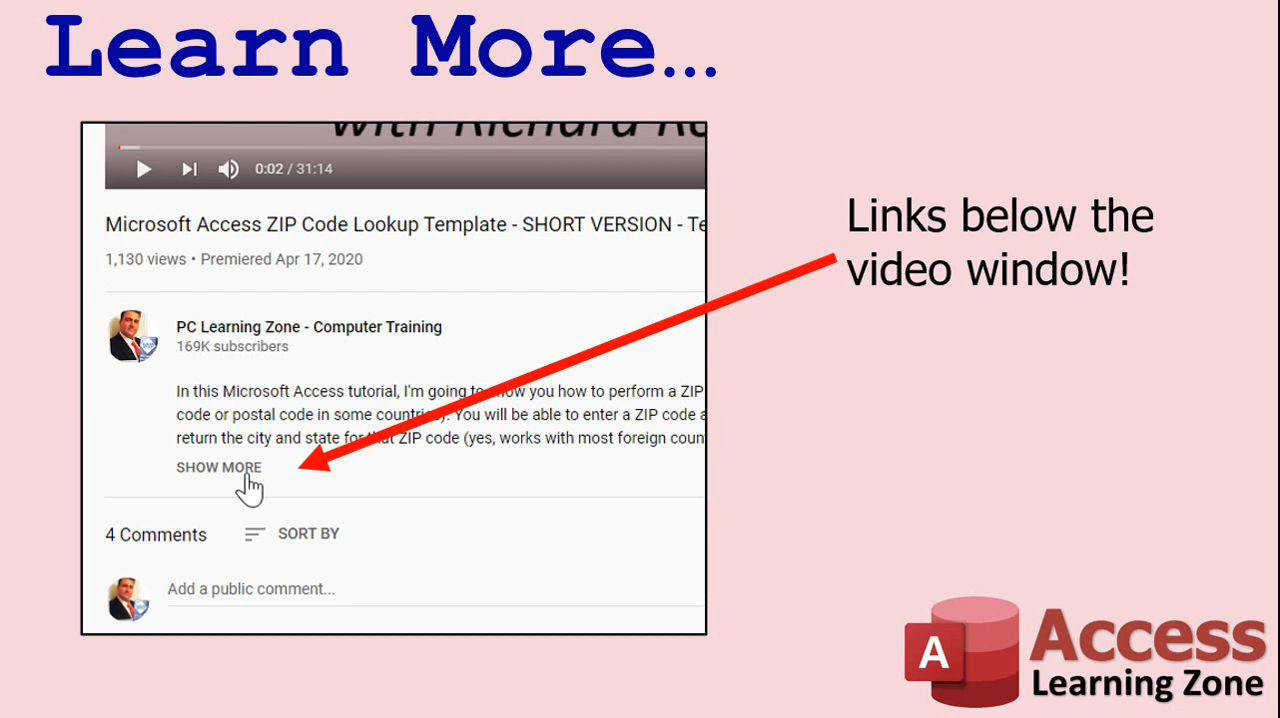 Learn More...
with Richard
0:02 / 31:14
Microsoft Access ZIP Code Lookup Template - SHORT VERSION - Te
1,130 views • Premiered Apr 17, 2020
PC Learning Zone - Computer Training
169K subscribers
In this Microsoft Access tutorial, I'm going to show you how to perform a ZIP
code or postal code in some countries). You will be able to enter a ZIP code a
return the city and state for that ZIP code (yes, works with most foreign coun
SHOW MORE
4 Comments
SORT BY
Add a public comment...
Links below the
video window!
A
Access
Learning Zone